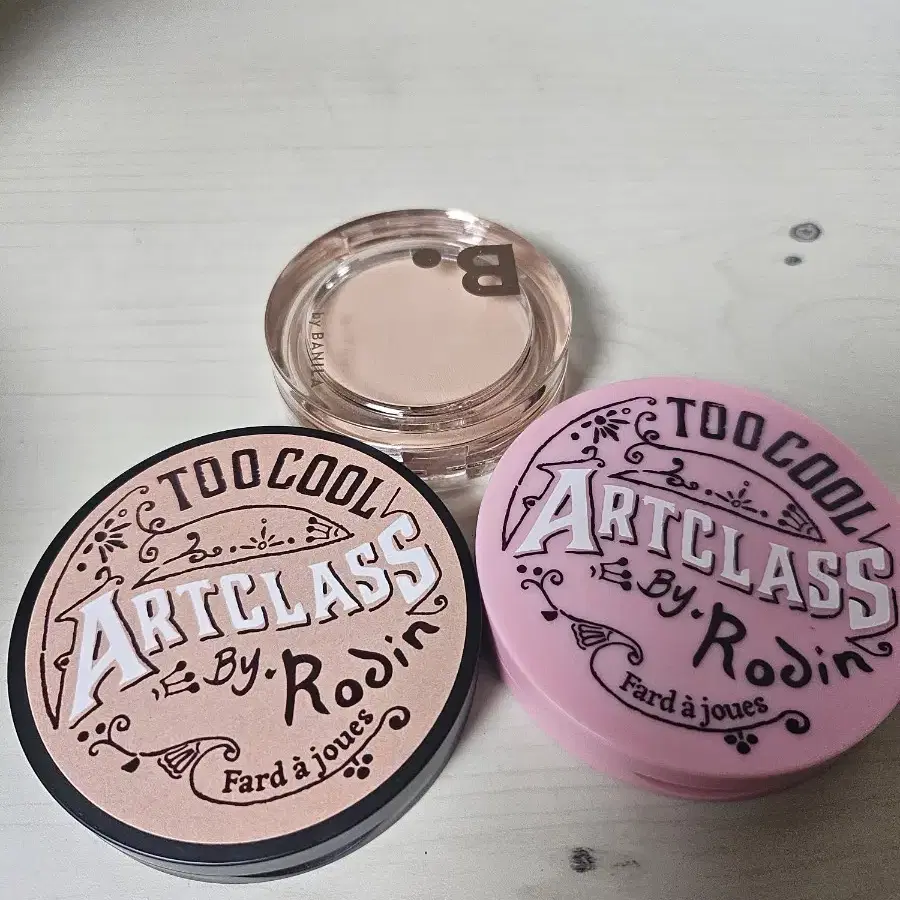 B.
by BANILA
TOO COOL
ARTCLASS
By. Rodin
Fard à joues
TOO COOL
ARTCLASS
By. Rodin
Fard à joues